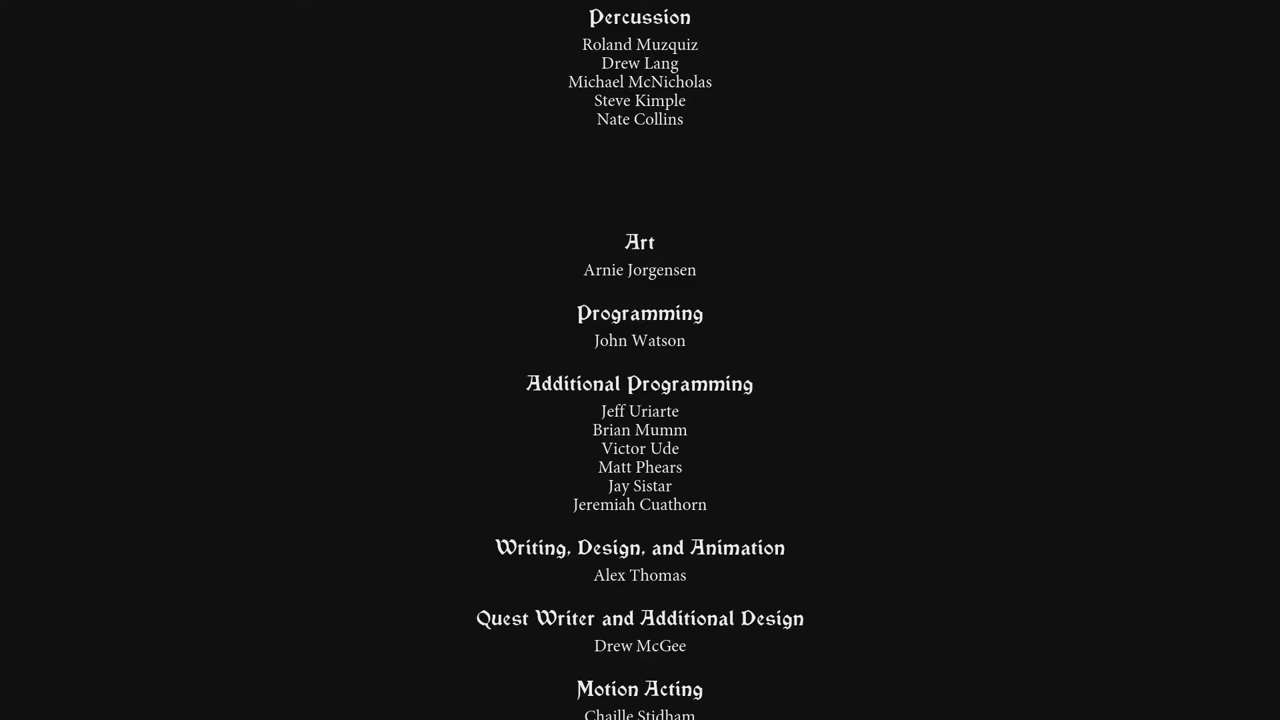 Percussion
Roland Muzquiz
Drew Lang
Michael McNicholas
Steve Kimple
Nate Collins
Art
Arnie Jorgensen
Programming
John Watson
Additional Programming
Jeff Uriarte
Brian Mumm
Victor Ude
Matt Phears
Jay Sistar
Jeremiah Cuathorn
Writing, Design, and Animation
Alex Thomas
Quest Writer and Additional Design
Drew McGee
Motion Acting
Chaille Stidham